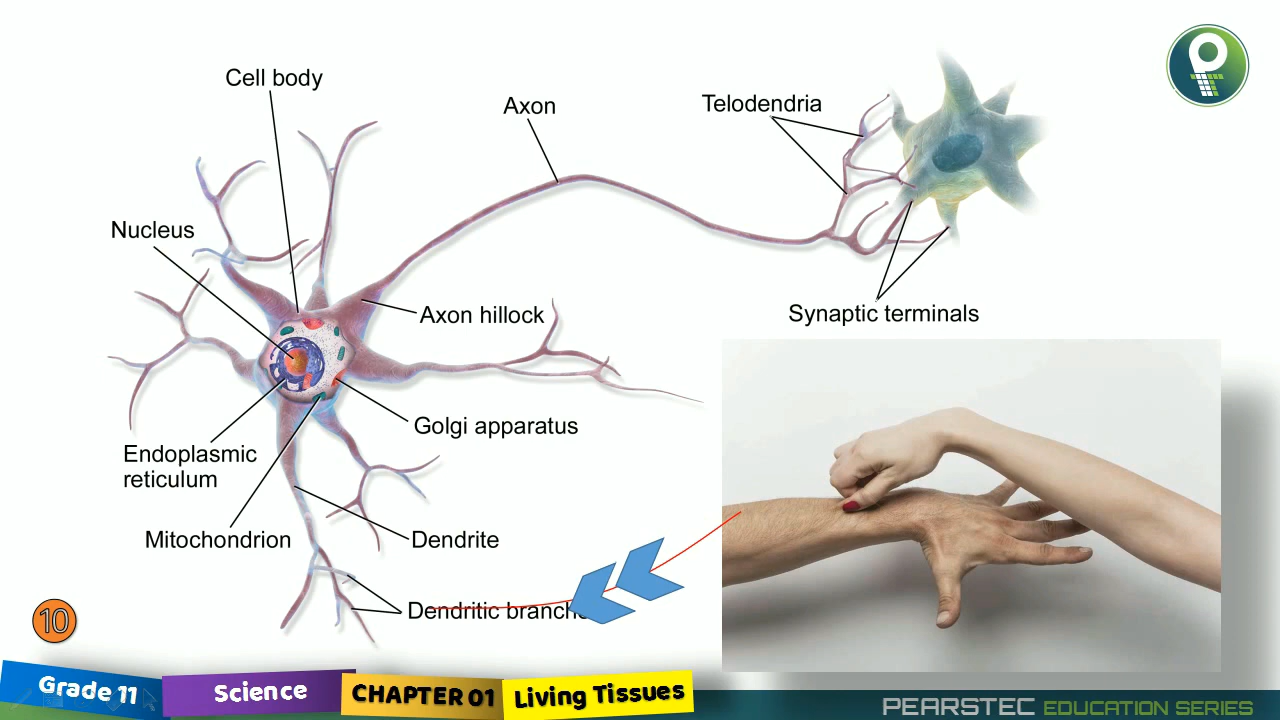 Cell body
Axon
Telodendria
Nucleus
Axon hillock
Synaptic terminals
Golgi apparatus
Endoplasmic
reticulum
Mitochondrion
Dendrite
Dendritic
10
Grade 11
Science
CHAPTER 01
Living Tissues
PEARSTEC EDUCATION SERIES